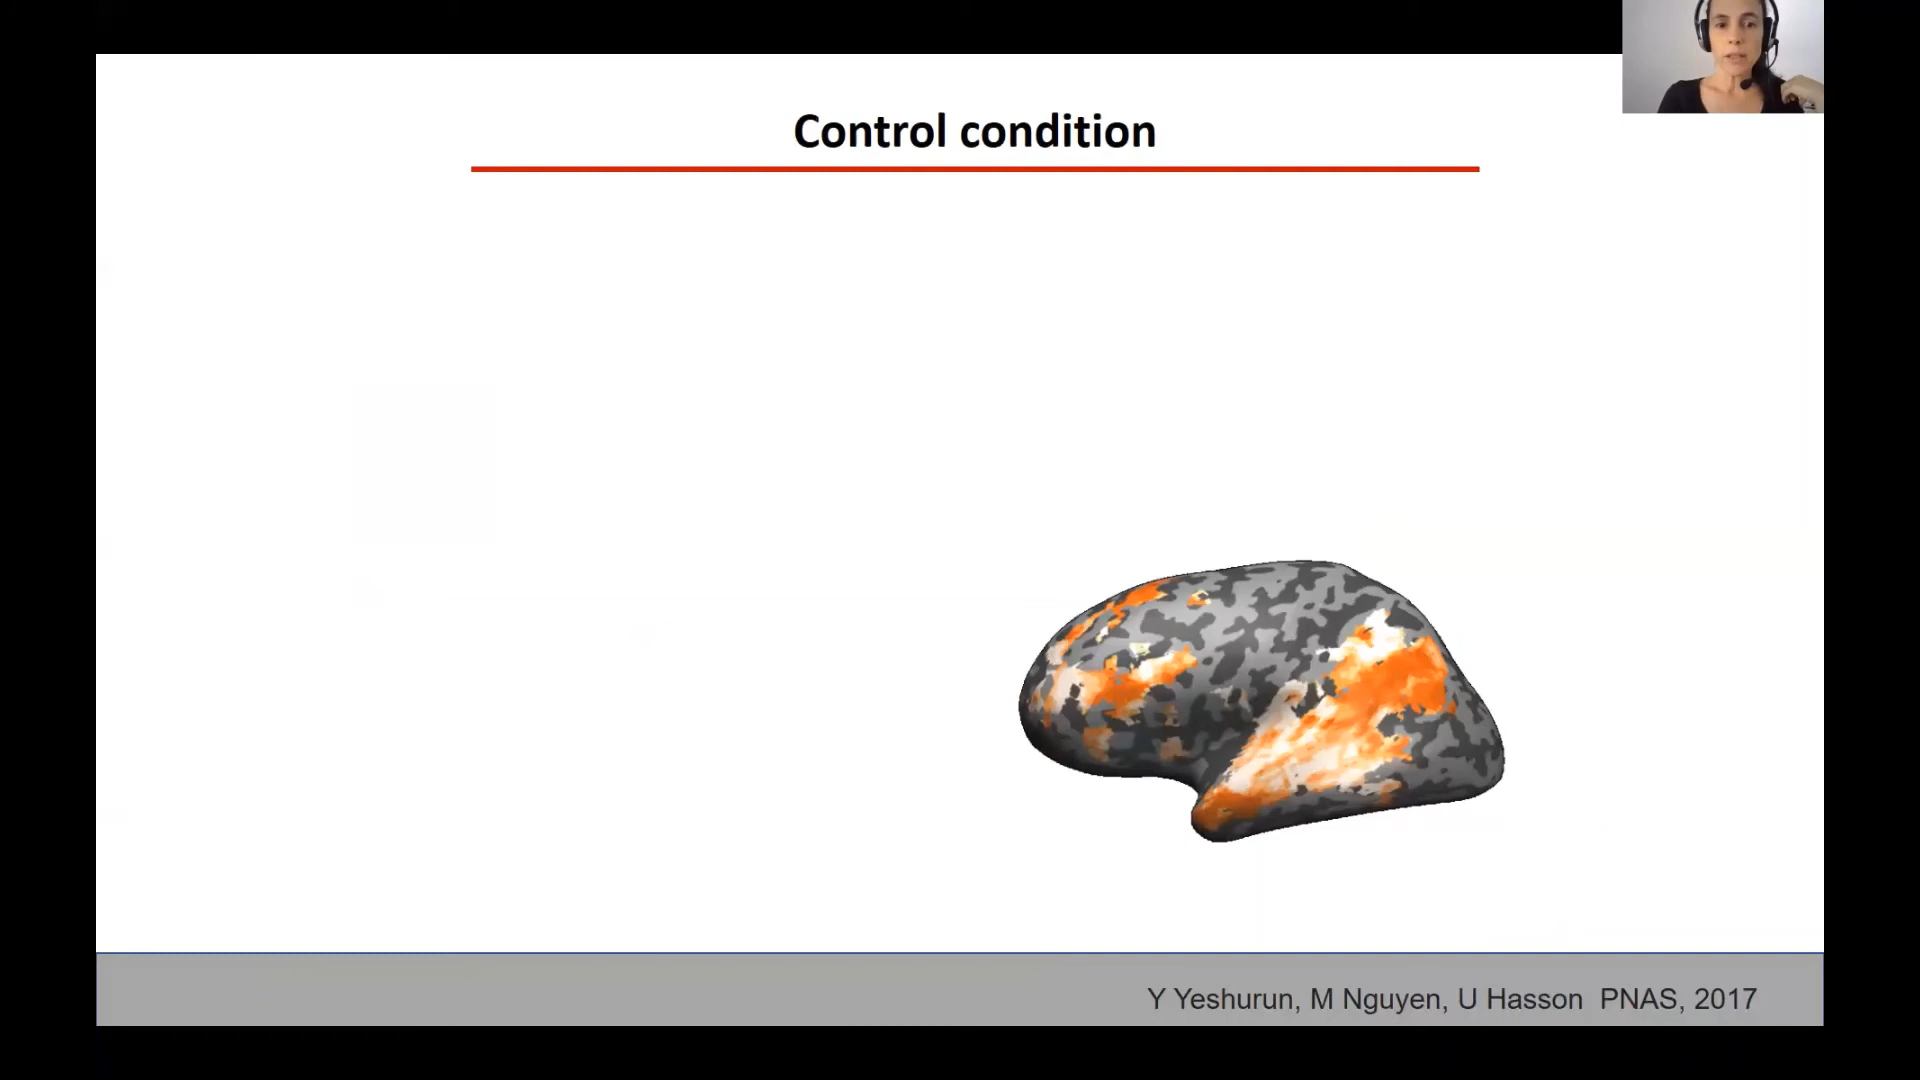 Control condition
Y Yeshurun, M Nguyen, U Hasson PNAS, 2017